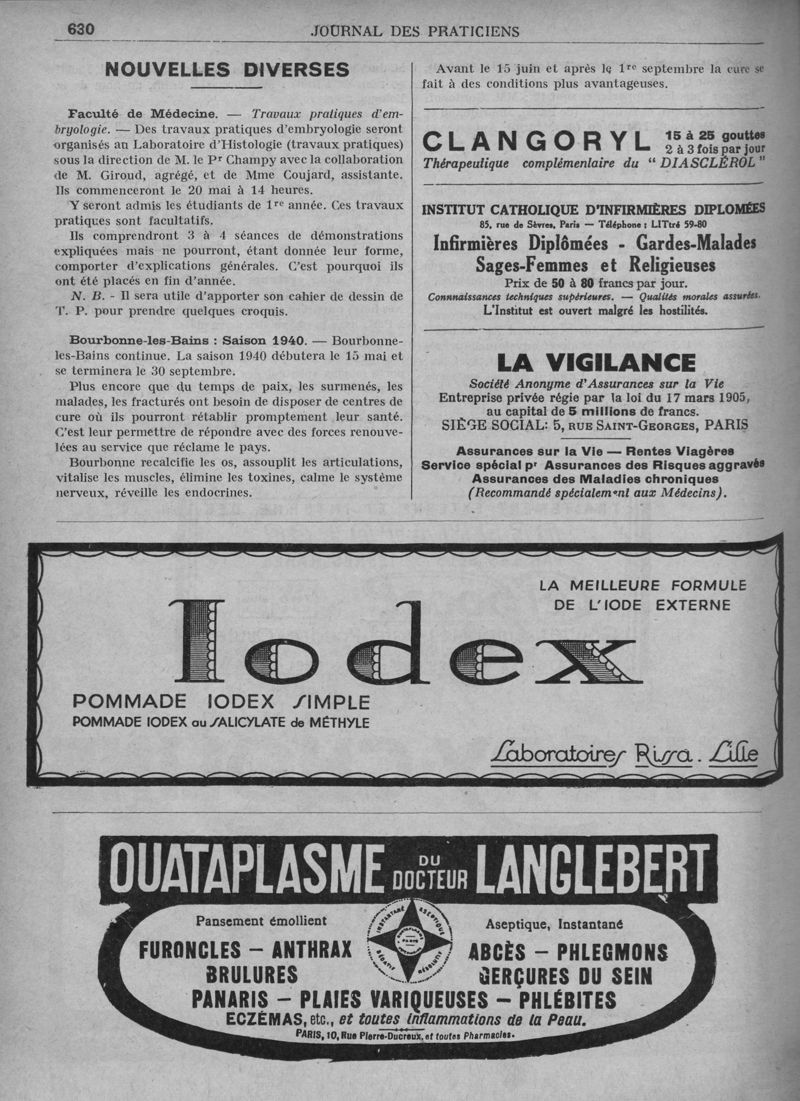 630
JOURNAL DES PRATICIENS
NOUVELLES DIVERSES
Faculté de Médecine. — Travaux pratiques d'em-
bryologie. — Des travaux pratiques d'embryologie seront
organisés au Laboratoire d'Histologie (travaux pratiques)
sous la direction de M. le Pr Champy avec la collaboration
de M. Giroud, agrégé, et de Mme Coujard, assistante.
Ils commenceront le 20 mai à 14 heures.
Y seront admis les étudiants de 1re année. Ces travaux
pratiques sont facultatifs.
Ils comprendront 3 à 4 séances de démonstrations
expliquées mais ne pourront, étant donnée leur forme,
comporter d'explications générales. C'est pourquoi ils
ont été placés en fin d'année.
N. B. - Il sera utile d'apporter son cahier de dessin de
T. P. pour prendre quelques croquis.
Bourbonne-les-Bains : Saison 1940. — Bourbonne-
les-Bains continue. La saison 1940 débutera le 15 mai et
se terminera le 30 septembre.
Plus encore que du temps de paix, les surmenés, les
malades, les fracturés ont besoin de disposer de centres de
cure où ils pourront rétablir promptement leur santé.
C'est leur permettre de répondre avec des forces renouve-
lées au service que réclame le pays.
Bourbonne recalcifie les os, assouplit les articulations,
vitalise les muscles, élimine les toxines, calme le système
nerveux, réveille les endocrines.
Avant le 15 juin et après le 1re septembre la cure se
fait à des conditions plus avantageuses.
CLANGORYL 15 à 25 gouttes
2 à 3 fois par jour
Thérapeutique complémentaire du "DIASCLÉROL"
INSTITUT CATHOLIQUE D'INFIRMIÈRES DIPLOMÉES
85, rue de Sèvres, Paris — Téléphone : LITtré 59-80
Infirmières Diplômées - Gardes-Malades
Sages-Femmes et Religieuses
Prix de 50 à 80 francs par jour.
Connnaissances techniques supérieures. — Qualités morales assurées.
L'Institut est ouvert malgré les hostilités.
LA VIGILANCE
Société Anonyme d'Assurances sur la Vie
Entreprise privée régie par la loi du 17 mars 1905,
au capital de 5 millions de francs.
SIÈGE SOCIAL: 5, RUE SAINT-GEORGES, PARIS
Assurances sur la Vie — Rentes Viagères
Service spécial pr Assurances des Risques aggravés
Assurances des Maladies chroniques
(Recommandé spécialement aux Médecins).
LA MEILLEURE FORMULE
DE L'IODE EXTERNE
Iodex
POMMADE IODEX SIMPLE
POMMADE IODEX au SALICYLATE de MÉTHYLE
Laboratoires Rissa. Lille
OUATAPLASME DU DOCTEUR LANGLEBERT
Pansement émollient
Aseptique, Instantané
INSTANTANÉ ASEPTIQUE
FURONCLES — ANTHRAX
ABCÈS — PHLEGMONS
BRULURES
GERÇURES DU SEIN
PANARIS — PLAIES VARIQUEUSES — PHLÉBITES
ECZÉMAS, etc., et toutes Inflammations de la Peau.
PARIS, 10, Rue Pierre-Ducreux, et toutes Pharmacies.